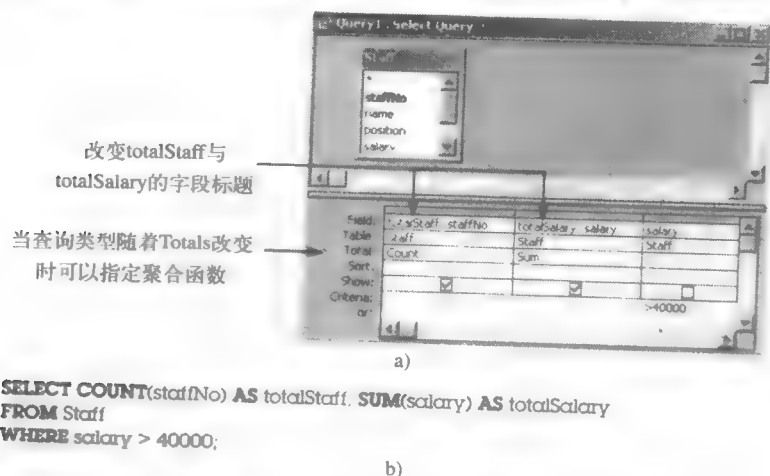 Query1 : Select Query
Staff
*
staffNo
name
position
salary
改变totalStaff与
totalSalary的字段标题
当查询类型随着Totals改变
时可以指定聚合函数
Field: totalStaff: staffNo totalSalary: salary salary
Table: Staff Staff Staff
Total: Count Sum
Sort:
Show:
Criteria: >40000
or:
a)
SELECT COUNT(staffNo) AS totalStaff, SUM(salary) AS totalSalary
FROM Staff
WHERE salary > 40000;
b)